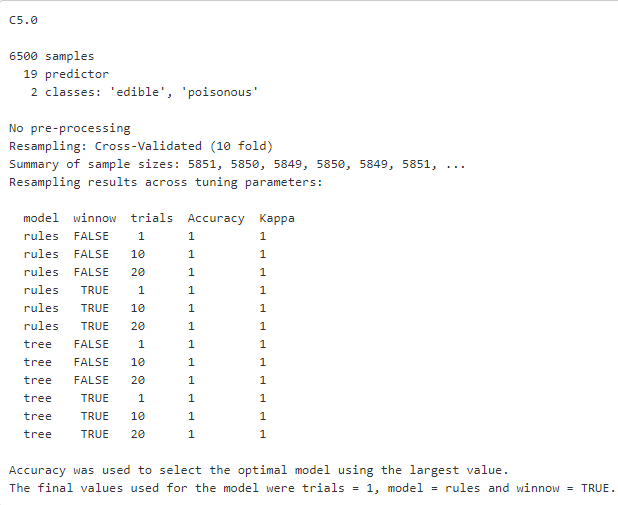 C5.0
6500 samples
19 predictor
2 classes: 'edible', 'poisonous'
No pre-processing
Resampling: Cross-Validated (10 fold)
Summary of sample sizes: 5851, 5850, 5849, 5850, 5849, 5851, ...
Resampling results across tuning parameters:
model winnow trials Accuracy Kappa
rules FALSE 1 1 1
rules FALSE 10 1 1
rules FALSE 20 1 1
rules TRUE 1 1 1
rules TRUE 10 1 1
rules TRUE 20 1 1
tree FALSE 1 1 1
tree FALSE 10 1 1
tree FALSE 20 1 1
tree TRUE 1 1 1
tree TRUE 10 1 1
tree TRUE 20 1 1
Accuracy was used to select the optimal model using the largest value.
The final values used for the model were trials = 1, model = rules and winnow = TRUE.